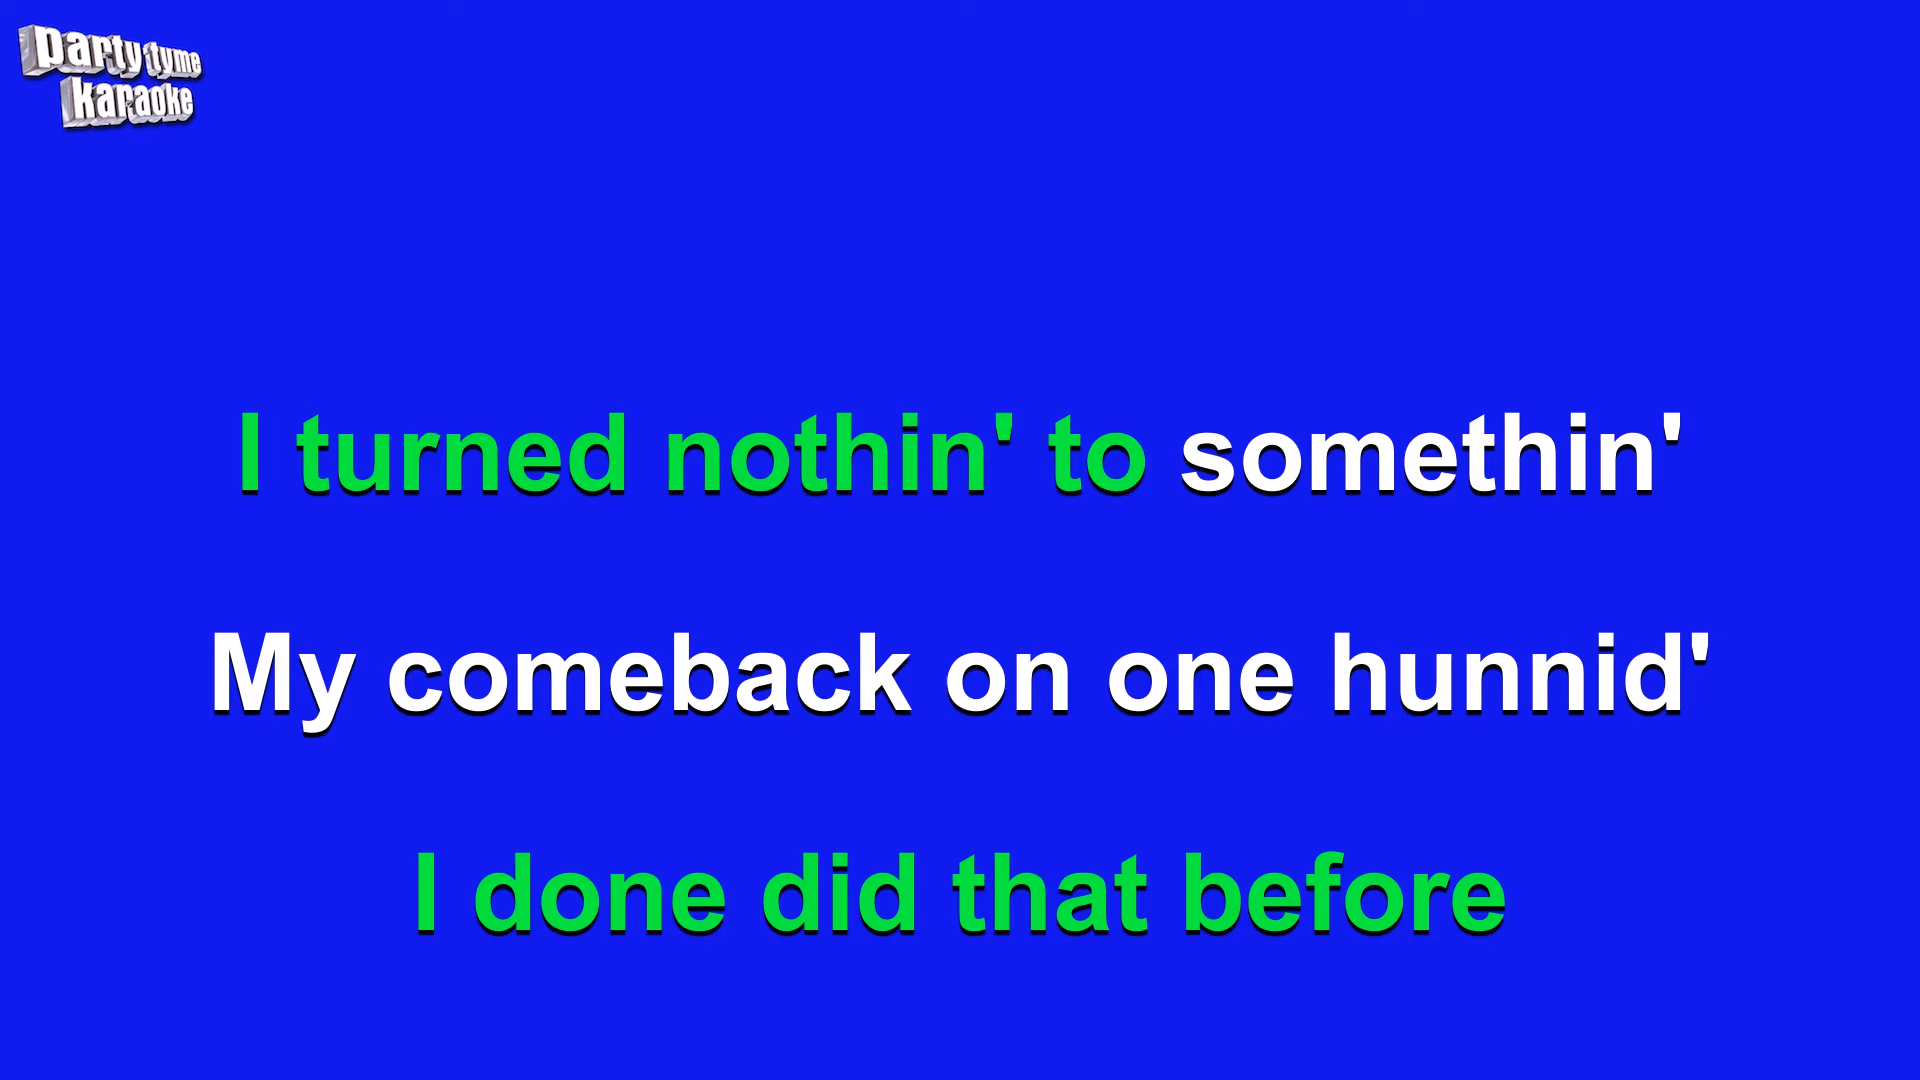 party tyme
karaoke
I turned nothin' to somethin'
My comeback on one hunnid'
I done did that before